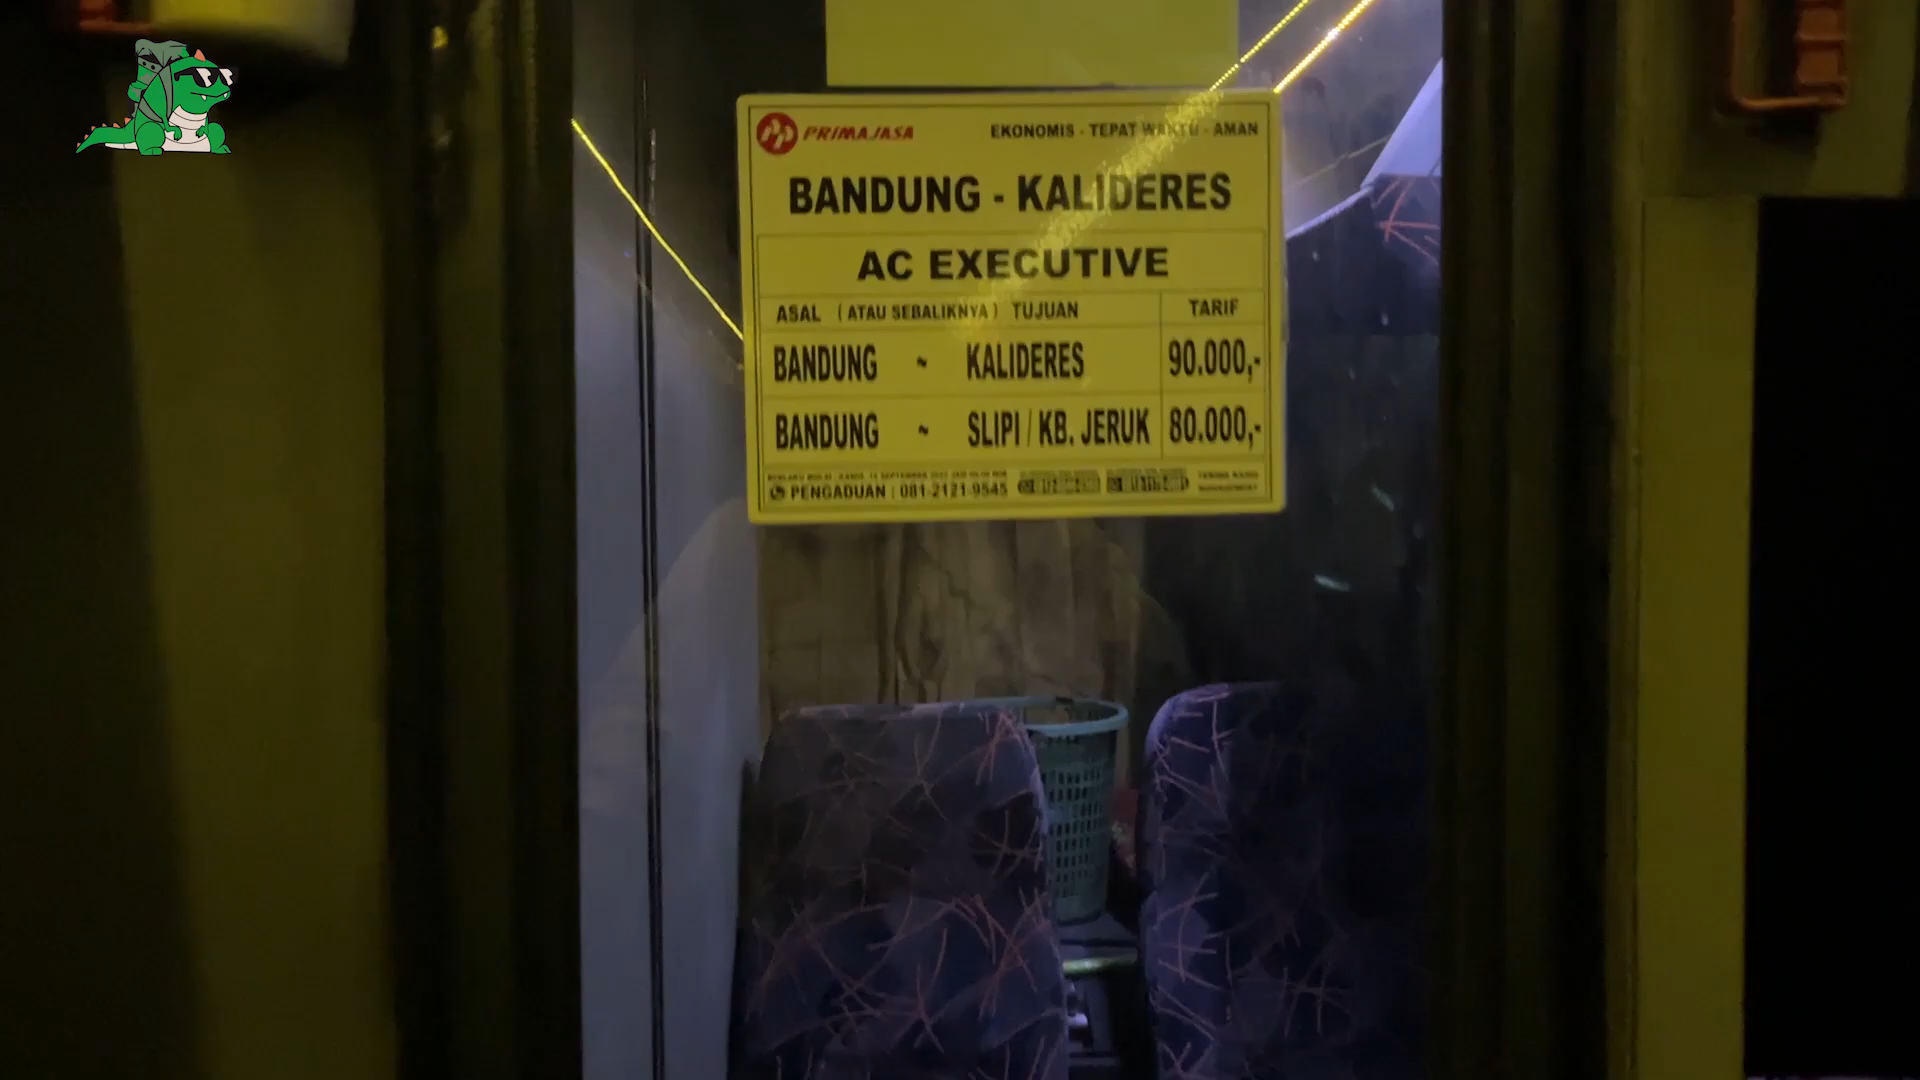 PRIMAJASA
EKONOMIS - TEPAT WAKTU - AMAN
BANDUNG - KALIDERES
AC EXECUTIVE
ASAL ( ATAU SEBALIKNYA ) TUJUAN TARIF
BANDUNG ~ KALIDERES 90.000,-
BANDUNG ~ SLIPI / KB. JERUK 80.000,-
PENGADUAN : 081-2121-9545